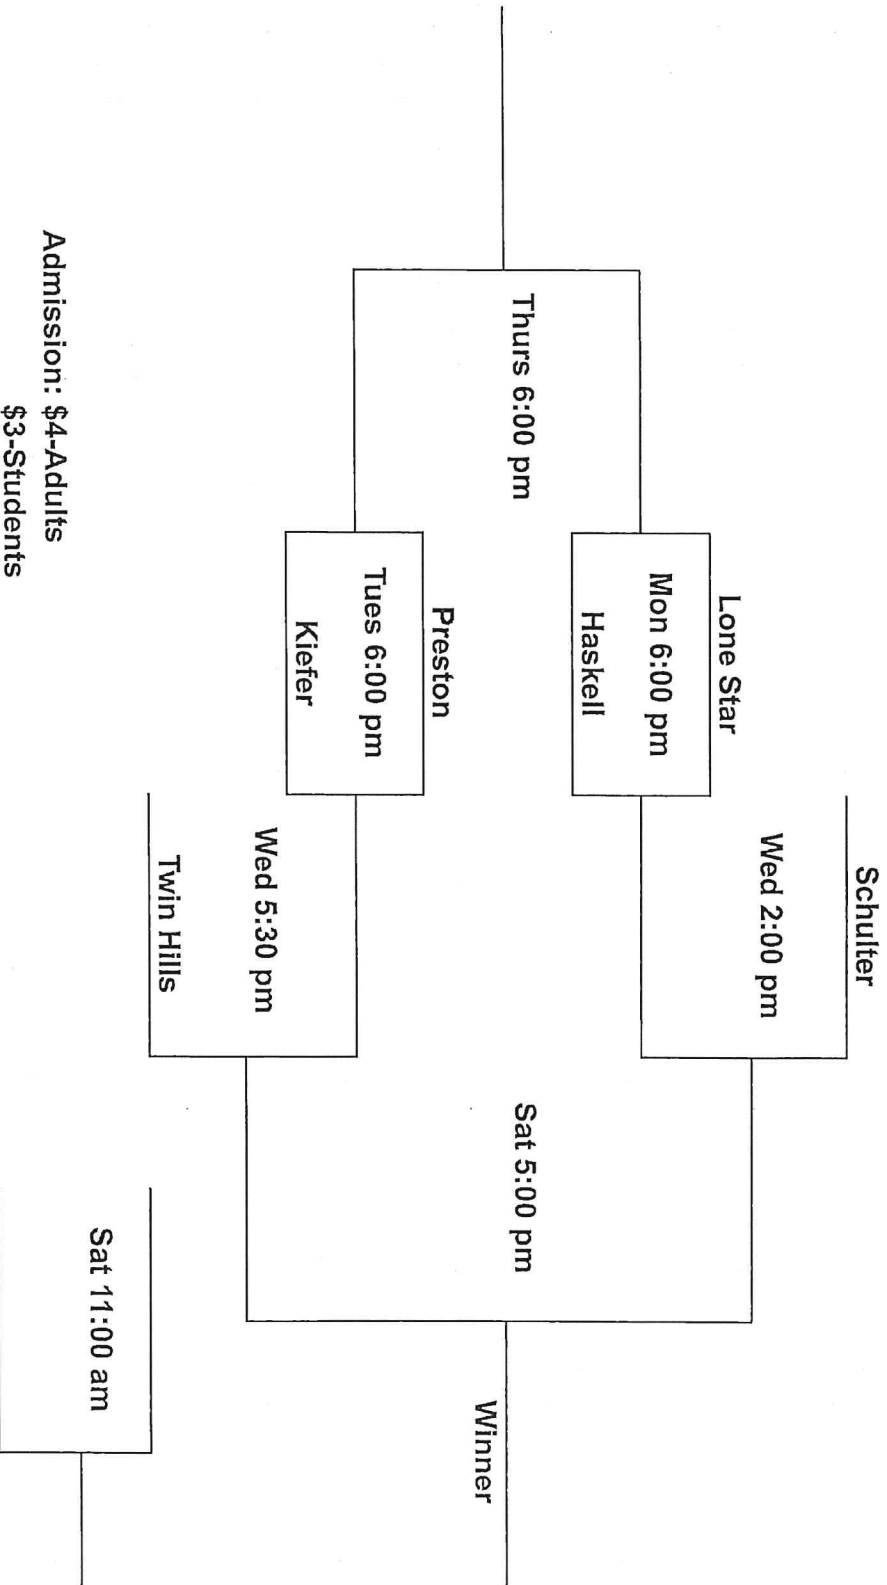 Schulter
Wed 2:00 pm
Lone Star
Mon 6:00 pm
Haskell
Thurs 6:00 pm
Sat 5:00 pm
Winner
Preston
Tues 6:00 pm
Kiefer
Wed 5:30 pm
Twin Hills
Sat 11:00 am
Admission: $4-Adults
$3-Students